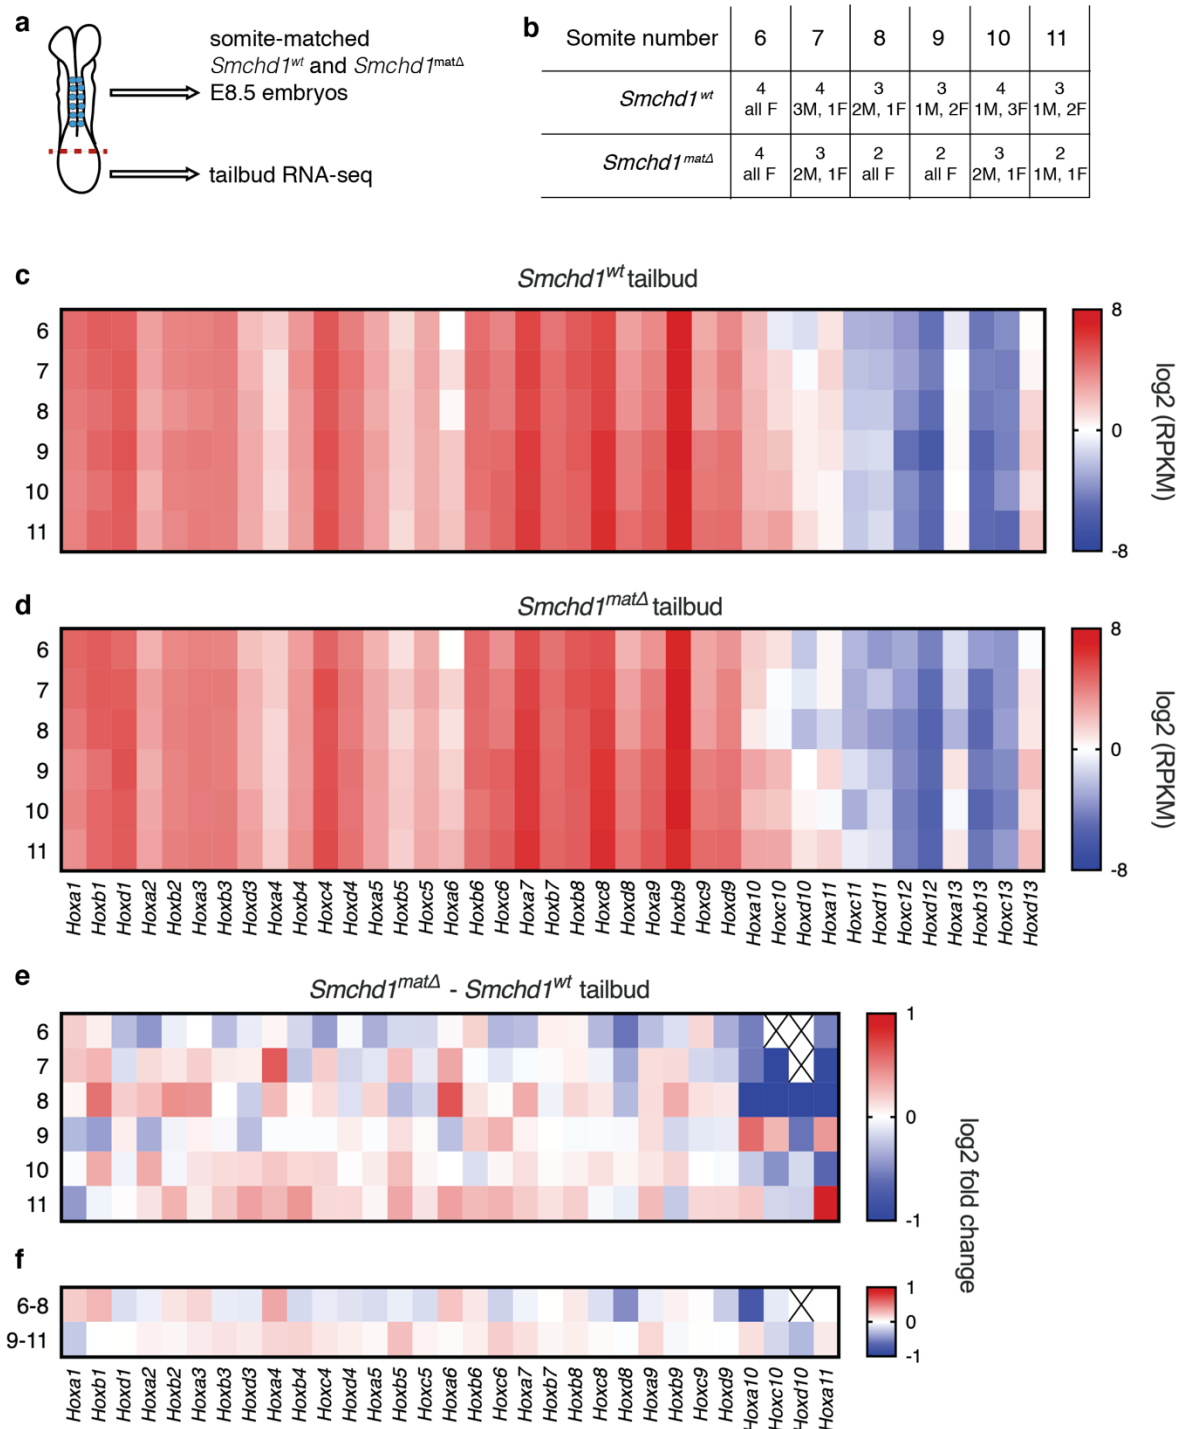 a
somite-matched
Smchd1wt and Smchd1matΔ
E8.5 embryos
tailbud RNA-seq
b
Somite number 6 7 8 9 10 11
Smchd1wt 4 4 3 3 4 3
all F 3M, 1F 2M, 1F 1M, 2F 1M, 3F 1M, 2F
Smchd1matΔ 4 3 2 2 3 2
all F 2M, 1F all F all F 2M, 1F 1M, 1F
c
Smchd1wt tailbud
6
7
8
9
10
11
8
0
-8
log2 (RPKM)
d
Smchd1matΔ tailbud
6
7
8
9
10
11
8
0
-8
log2 (RPKM)
Hoxa1 Hoxb1 Hoxd1 Hoxa2 Hoxb2 Hoxa3 Hoxb3 Hoxd3 Hoxa4 Hoxb4 Hoxc4 Hoxd4 Hoxa5 Hoxb5 Hoxc5 Hoxa6 Hoxb6 Hoxc6 Hoxa7 Hoxb7 Hoxb8 Hoxc8 Hoxd8 Hoxa9 Hoxb9 Hoxc9 Hoxd9 Hoxa10 Hoxc10 Hoxd10 Hoxa11 Hoxc11 Hoxd11 Hoxc12 Hoxd12 Hoxa13 Hoxb13 Hoxc13 Hoxd13
e
Smchd1matΔ - Smchd1wt tailbud
6
7
8
9
10
11
1
0
-1
log2 fold change
f
6-8
9-11
1
0
-1
Hoxa1 Hoxb1 Hoxd1 Hoxa2 Hoxb2 Hoxa3 Hoxb3 Hoxd3 Hoxa4 Hoxb4 Hoxc4 Hoxd4 Hoxa5 Hoxb5 Hoxc5 Hoxa6 Hoxb6 Hoxc6 Hoxa7 Hoxb7 Hoxb8 Hoxc8 Hoxd8 Hoxa9 Hoxb9 Hoxc9 Hoxd9 Hoxa10 Hoxc10 Hoxd10 Hoxa11